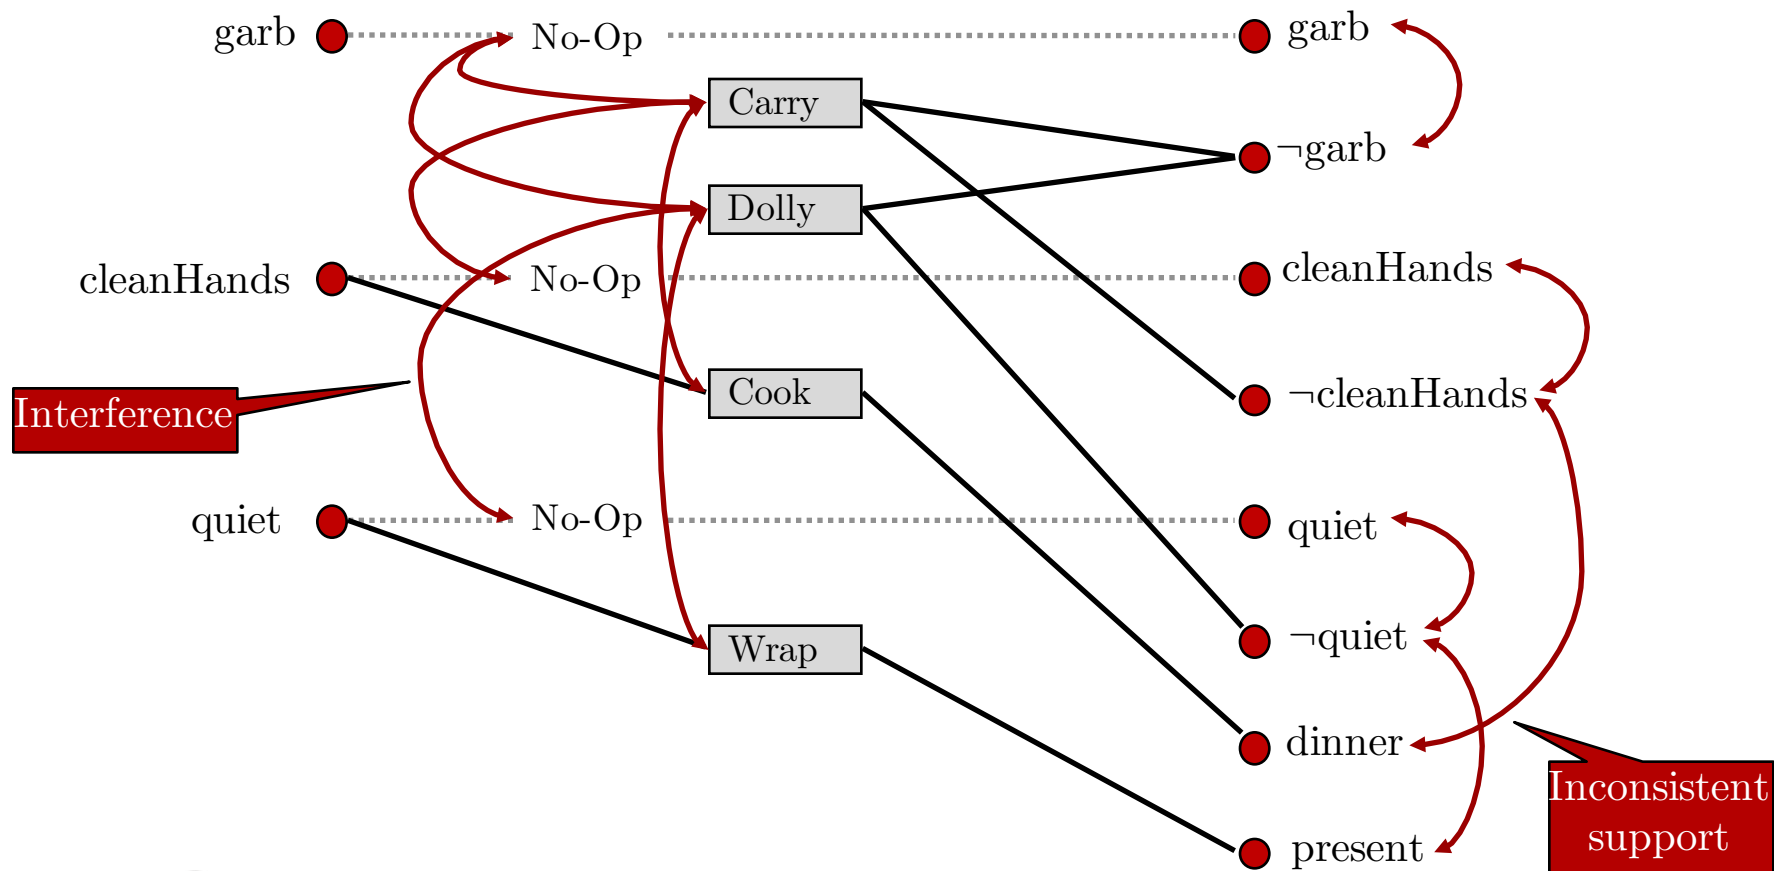 garb
No-Op
garb
Carry
¬garb
Dolly
cleanHands
No-Op
cleanHands
Cook
¬cleanHands
Interference
quiet
No-Op
quiet
Wrap
¬quiet
dinner
Inconsistent
support
present